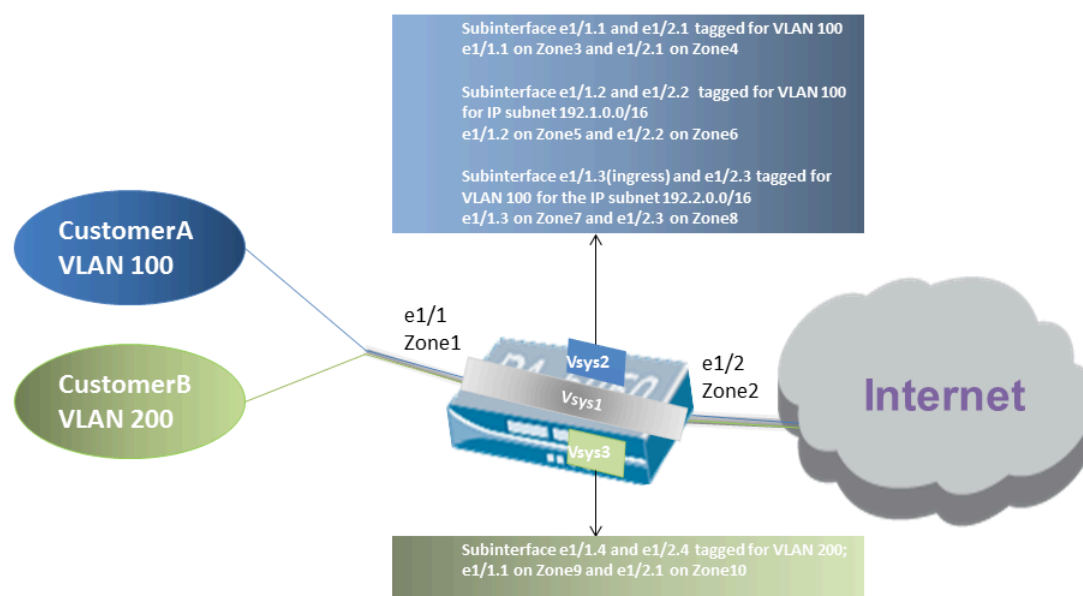 Subinterface e1/1.1 and e1/2.1 tagged for VLAN 100
e1/1.1 on Zone3 and e1/2.1 on Zone4
Subinterface e1/1.2 and e1/2.2 tagged for VLAN 100
for IP subnet 192.1.0.0/16
e1/1.2 on Zone5 and e1/2.2 on Zone6
Subinterface e1/1.3(ingress) and e1/2.3 tagged for
VLAN 100 for the IP subnet 192.2.0.0/16
e1/1.3 on Zone7 and e1/2.3 on Zone8
CustomerA
VLAN 100
CustomerB
VLAN 200
e1/1
Zone1
Vsys2
Vsys1
Vsys3
e1/2
Zone2
Internet
Subinterface e1/1.4 and e1/2.4 tagged for VLAN 200;
e1/1.1 on Zone9 and e1/2.1 on Zone10